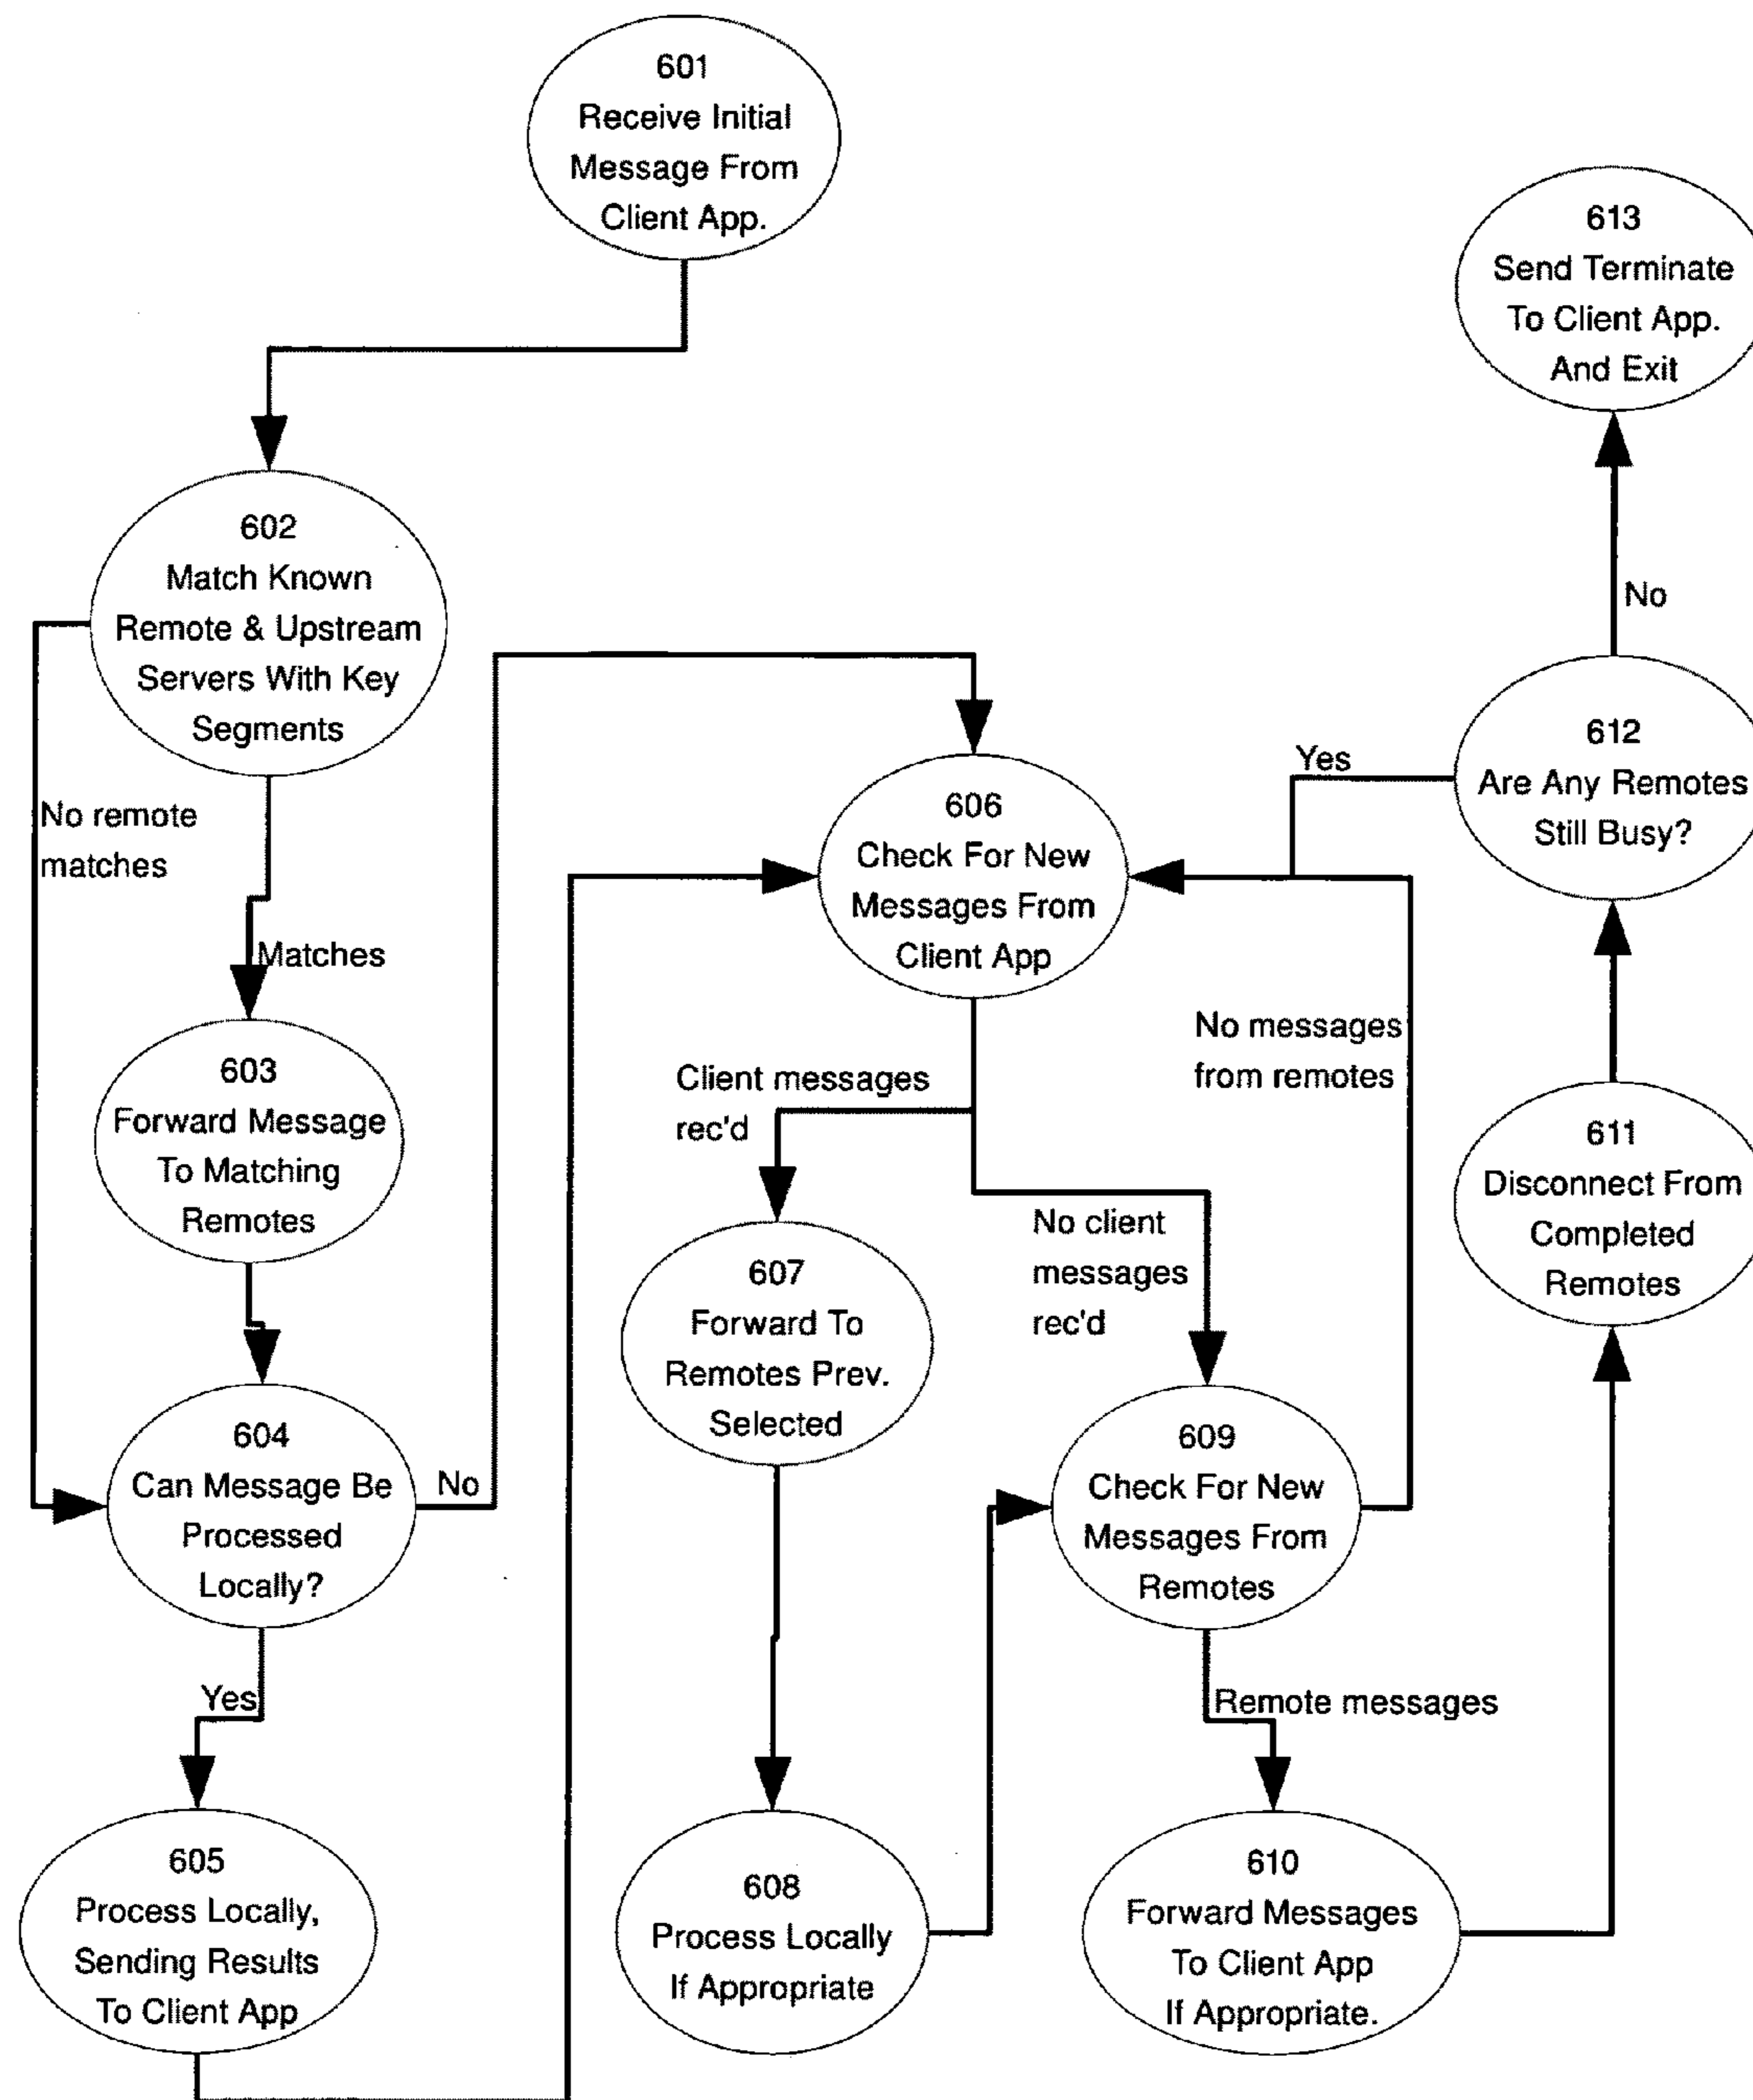 601
Receive Initial
Message From
Client App.
613
Send Terminate
To Client App.
And Exit
602
Match Known
Remote & Upstream
Servers With Key
Segments
No
No remote
matches
Matches
612
Are Any Remotes
Still Busy?
Yes
606
Check For New
Messages From
Client App
603
Forward Message
To Matching
Remotes
Client messages
rec'd
No messages
from remotes
611
Disconnect From
Completed
Remotes
No client
messages
rec'd
607
Forward To
Remotes Prev.
Selected
604
Can Message Be
Processed
Locally?
No
609
Check For New
Messages From
Remotes
Yes
Remote messages
605
Process Locally,
Sending Results
To Client App
608
Process Locally
If Appropriate
610
Forward Messages
To Client App
If Appropriate.